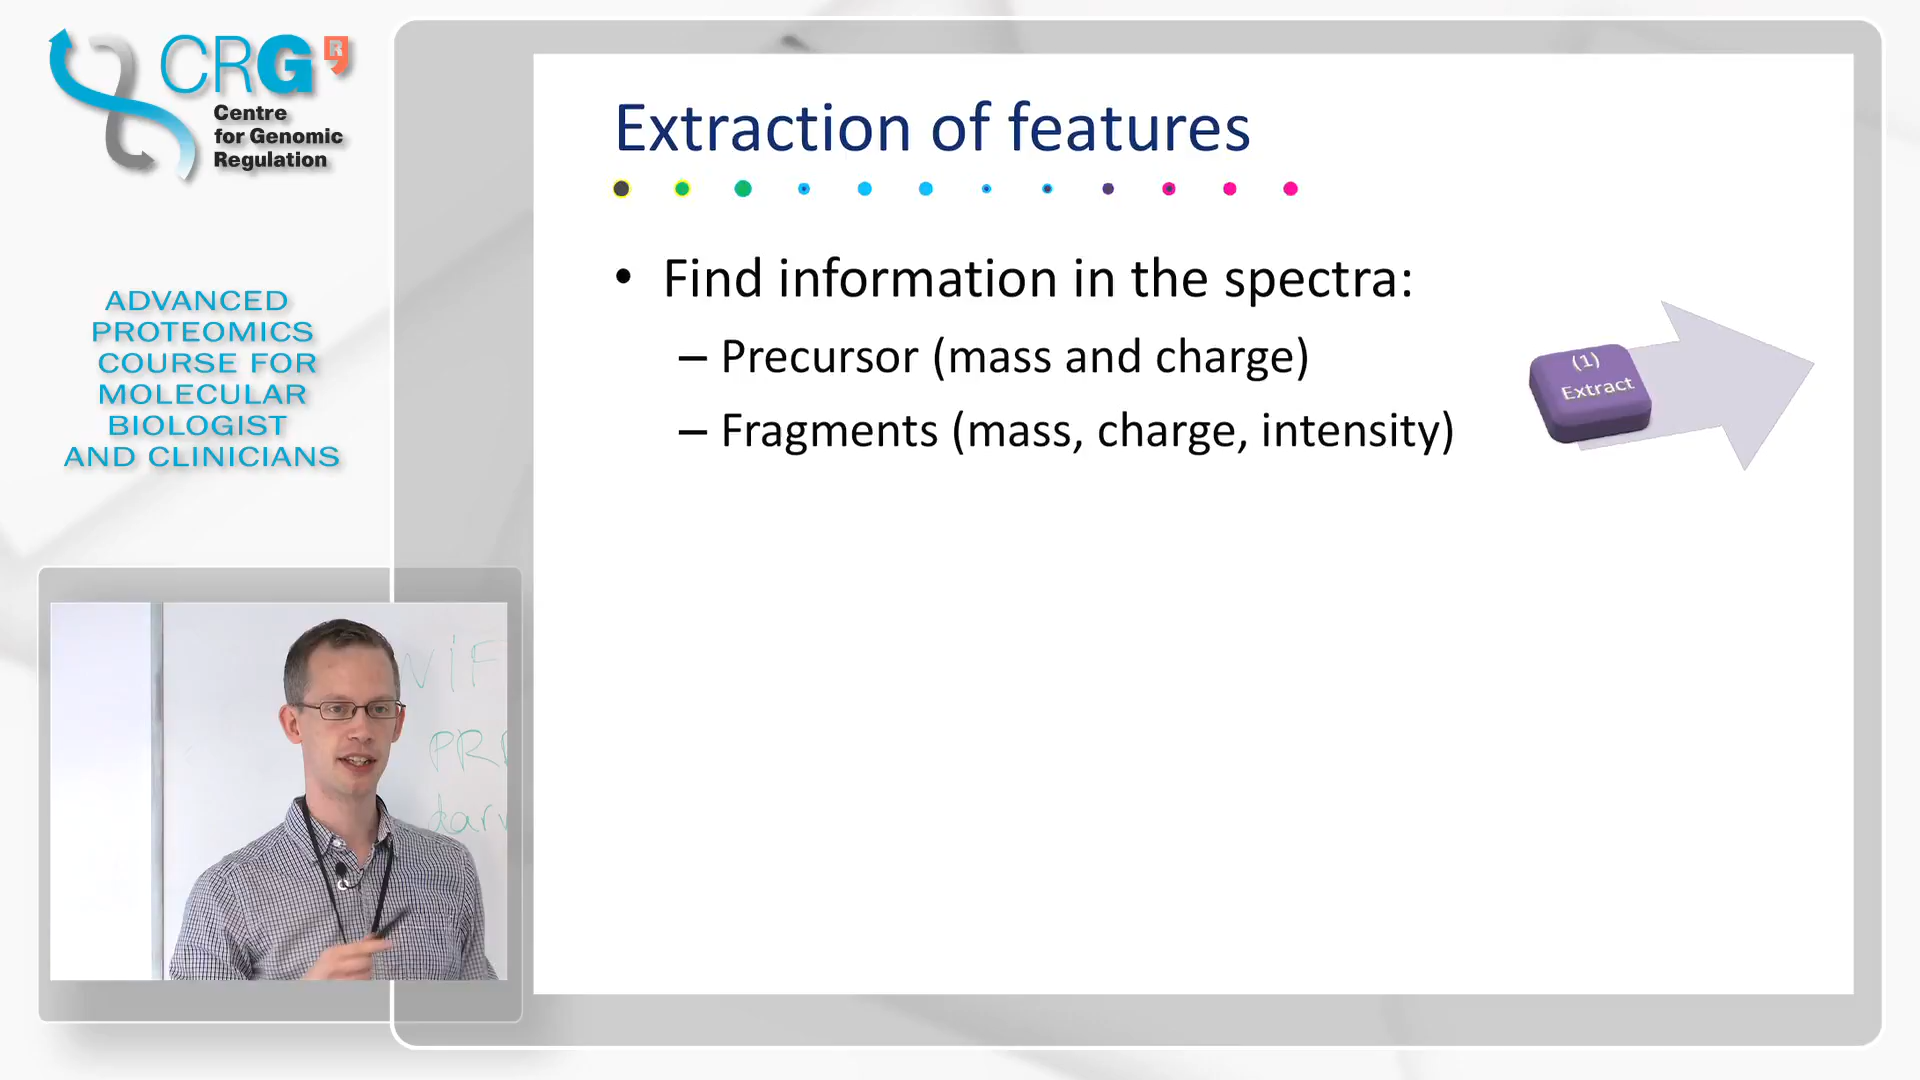 CRG
Centre
for Genomic
Regulation
ADVANCED
PROTEOMICS
COURSE FOR
MOLECULAR
BIOLOGIST
AND CLINICIANS
Extraction of features
• Find information in the spectra:
– Precursor (mass and charge)
– Fragments (mass, charge, intensity)
(1)
Extract